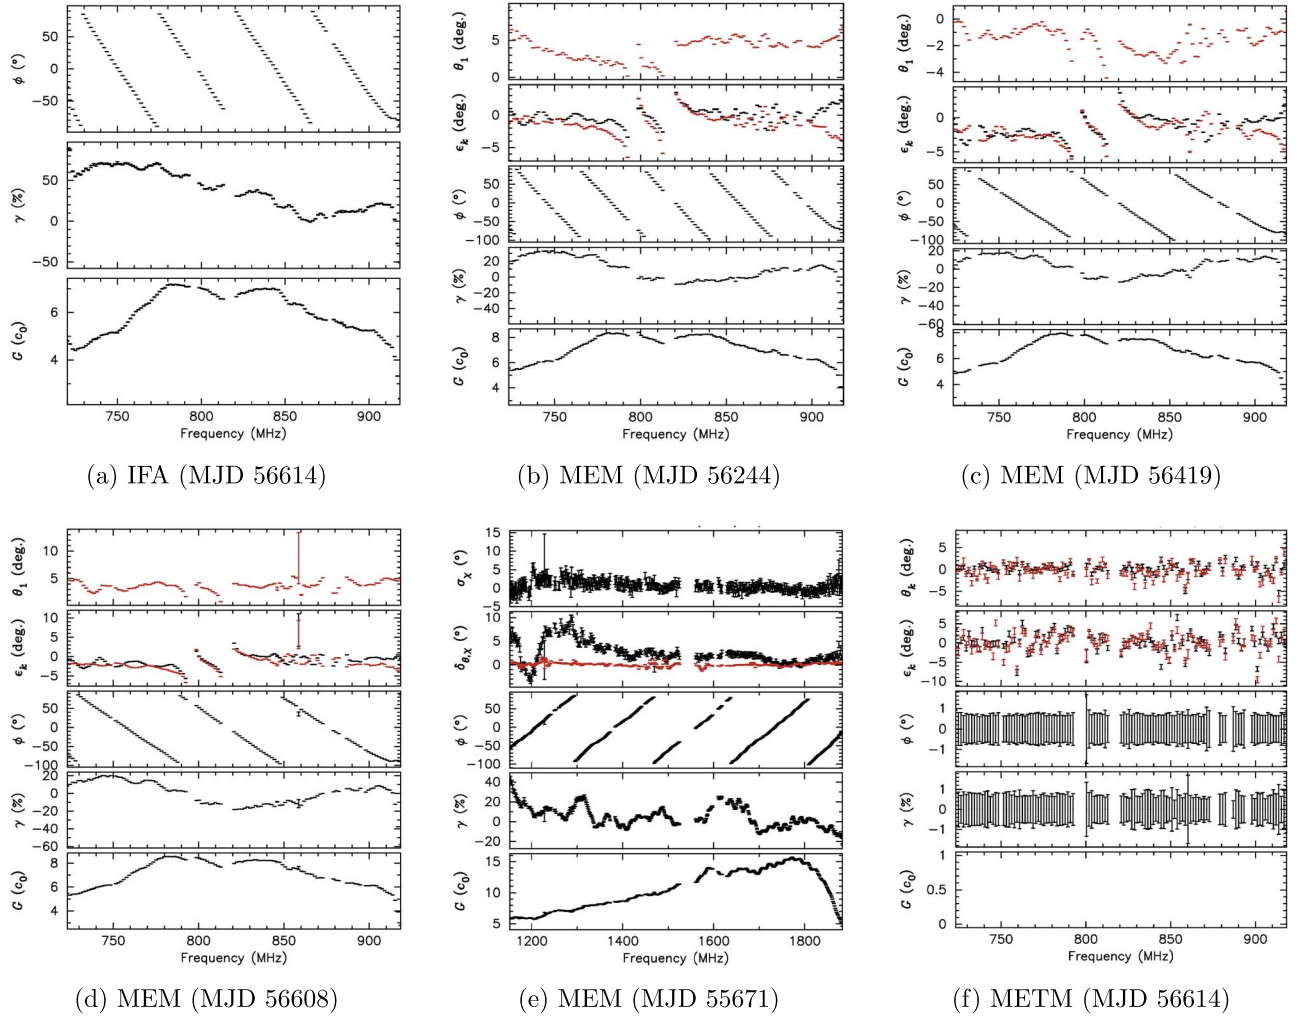 φ (°)
50
0
−50
γ (%)
50
0
−50
G (c₀)
6
4
750 800 850 900
Frequency (MHz)
(a) IFA (MJD 56614)
θ₁ (deg.)
5
0
εₖ (deg.)
0
−5
φ (°)
50
0
−50
−100
γ (%)
20
0
−20
−40
G (c₀)
8
6
4
750 800 850 900
Frequency (MHz)
(b) MEM (MJD 56244)
θ₁ (deg.)
0
−2
−4
εₖ (deg.)
0
−5
φ (°)
50
0
−50
−100
γ (%)
20
0
−20
−40
−60
G (c₀)
8
6
4
750 800 850 900
Frequency (MHz)
(c) MEM (MJD 56419)
θ₁ (deg.)
10
5
0
εₖ (deg.)
10
5
0
−5
φ (°)
50
0
−50
−100
γ (%)
20
0
−20
−40
−60
G (c₀)
8
6
4
750 800 850 900
Frequency (MHz)
(d) MEM (MJD 56608)
σχ (°)
15
10
5
0
−5
δθ,χ (°)
10
5
0
φ (°)
50
0
−50
−100
γ (%)
40
20
0
−20
G (c₀)
15
10
5
1200 1400 1600 1800
Frequency (MHz)
(e) MEM (MJD 55671)
θₖ (deg.)
5
0
−5
εₖ (deg.)
5
0
−5
−10
φ (°)
1
0
−1
γ (%)
1
0
−1
G (c₀)
1
0.5
0
750 800 850 900
Frequency (MHz)
(f) METM (MJD 56614)